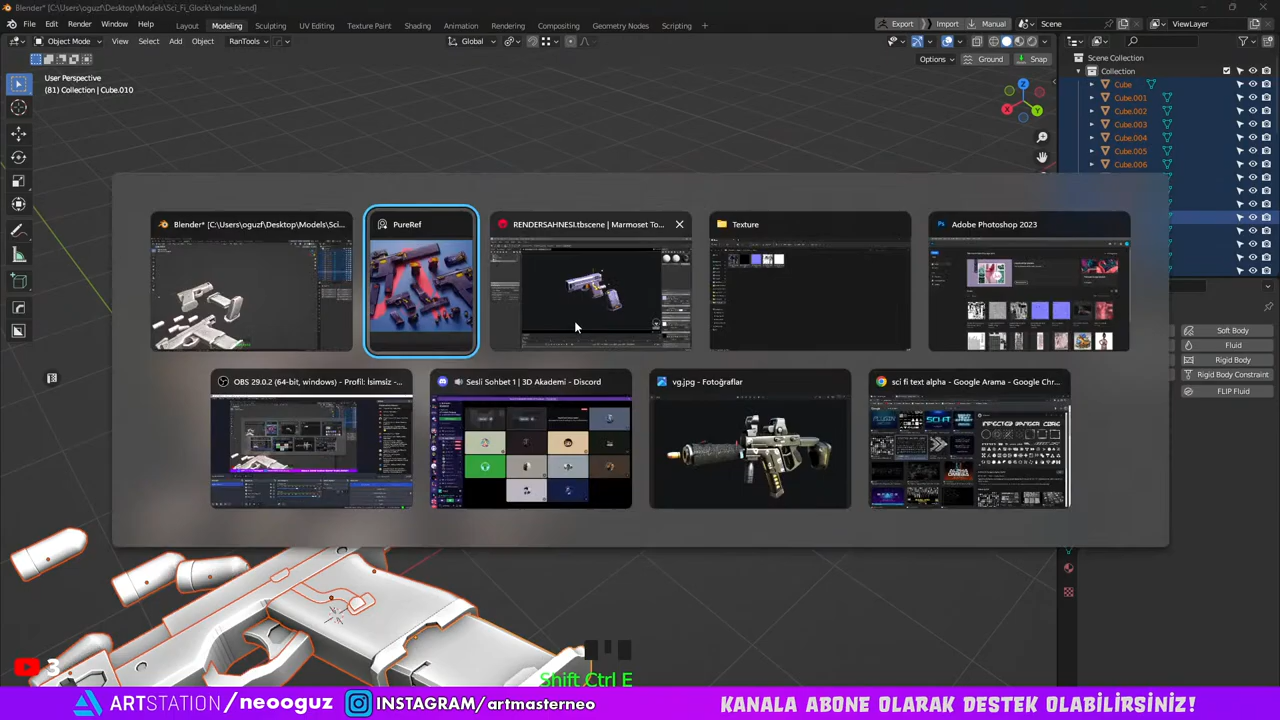 Blender* [C:\Users\oguzf\Desktop\Models\Sci_Fi_Glock\sahne.blend]
File Edit Render Window Help Layout Modeling Sculpting UV Editing Texture Paint Shading Animation Rendering Compositing Geometry Nodes Scripting Export Import Manual Scene ViewLayer
Object Mode View Select Add Object RanTools Global
Options Ground Snap
User Perspective
(81) Collection | Cube.010
Scene Collection
Collection
Cube
Cube.001
Cube.002
Cube.003
Cube.004
Cube.005
Cube.006
Z
X
Y
Blender* [C:\Users\oguzf\Desktop\Models\Sci...
PureRef
RENDERSAHNESI.tbscene | Marmoset To...
Texture
Adobe Photoshop 2023
OBS 29.0.2 (64-bit, windows) - Profil: İsimsiz -...
Sesli Sohbet 1 | 3D Akademi - Discord
vg.jpg - Fotoğraflar
sci fi text alpha - Google Arama - Google Chr...
Soft Body
Fluid
Rigid Body
Rigid Body Constraint
FLIP Fluid
3
Shift Ctrl E
ARTSTATION/neooguz INSTAGRAM/artmasterneo KANALA ABONE OLARAK DESTEK OLABİLİRSİNİZ!